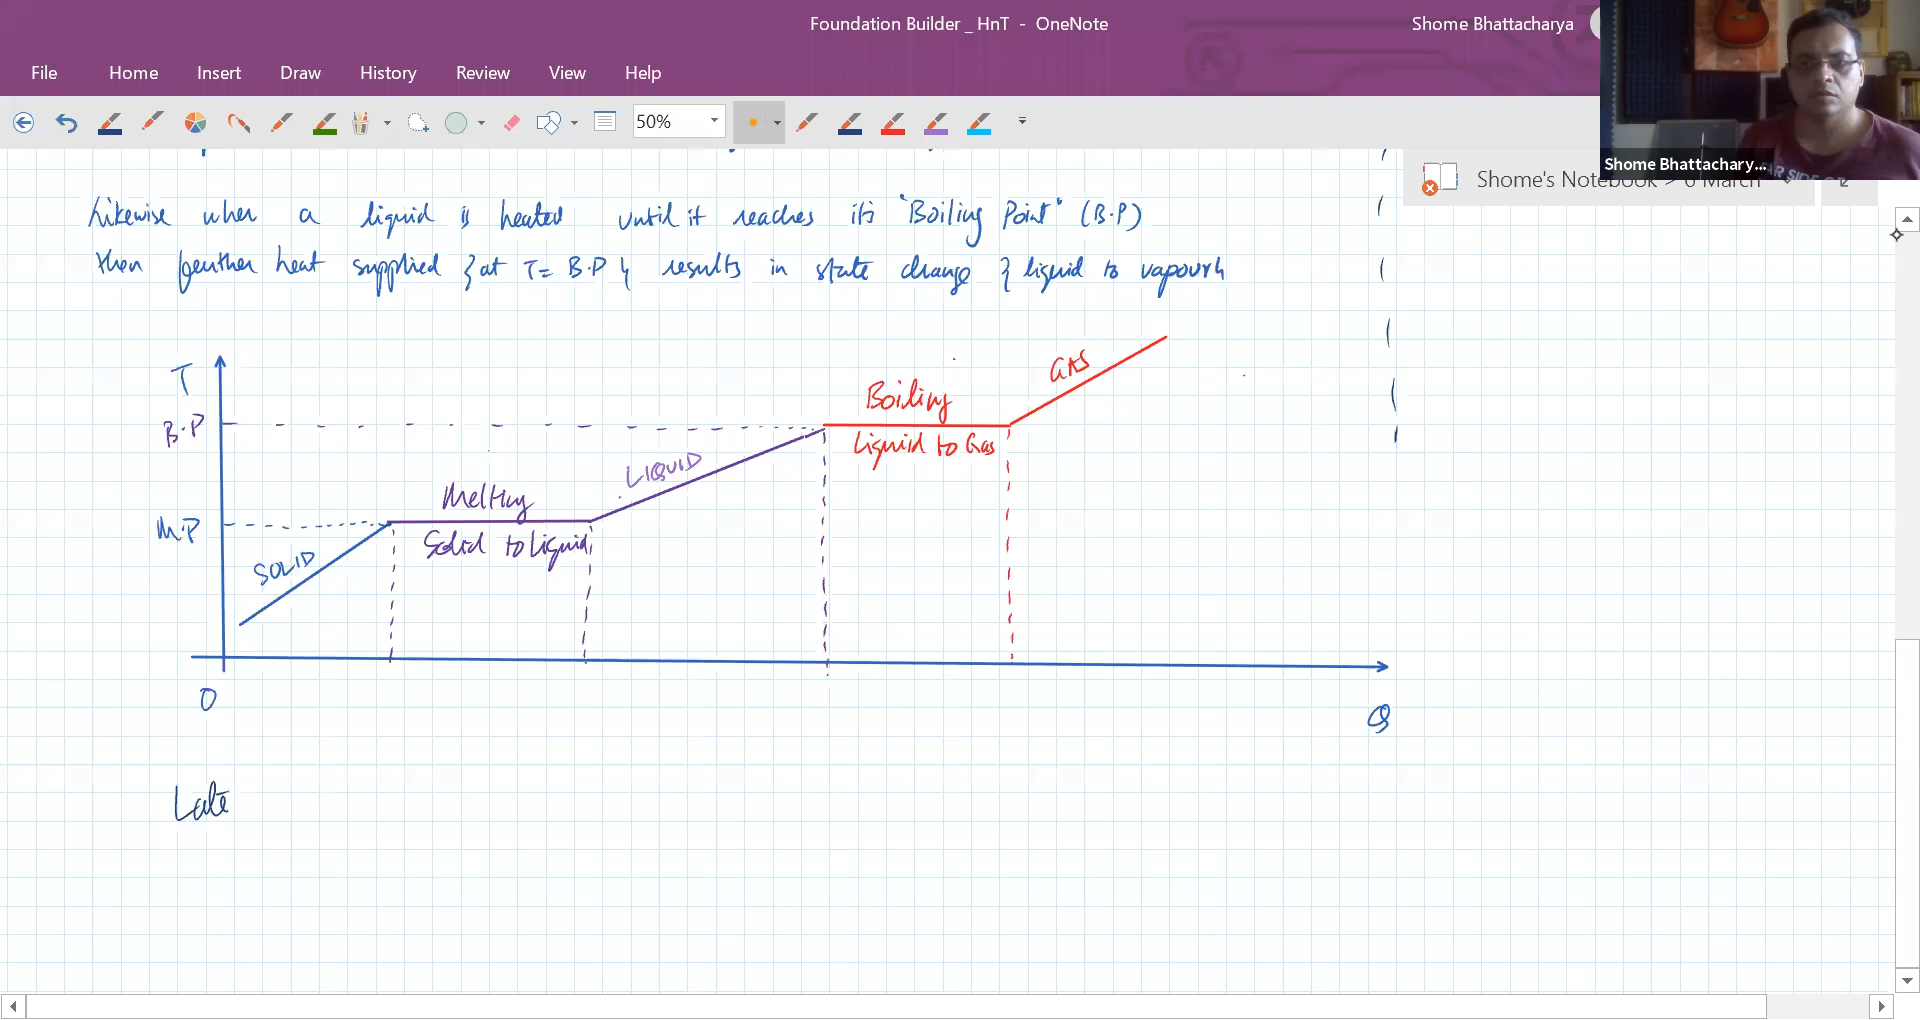 Foundation Builder _ HnT - OneNote
Shome Bhattacharya
File Home Insert Draw History Review View Help
50%
Shome Bhattachary...
Shome's Notebook > 6 March
Likewise when a liquid is heated until it reaches its "Boiling Point" (B.P)
then further heat supplied {at T = B.P} results in state change {liquid to vapour}
T
B.P
M.P
SOLID
Melting
Solid to liquid
LIQUID
Boiling
Liquid to Gas
GAS
O
Q
Late